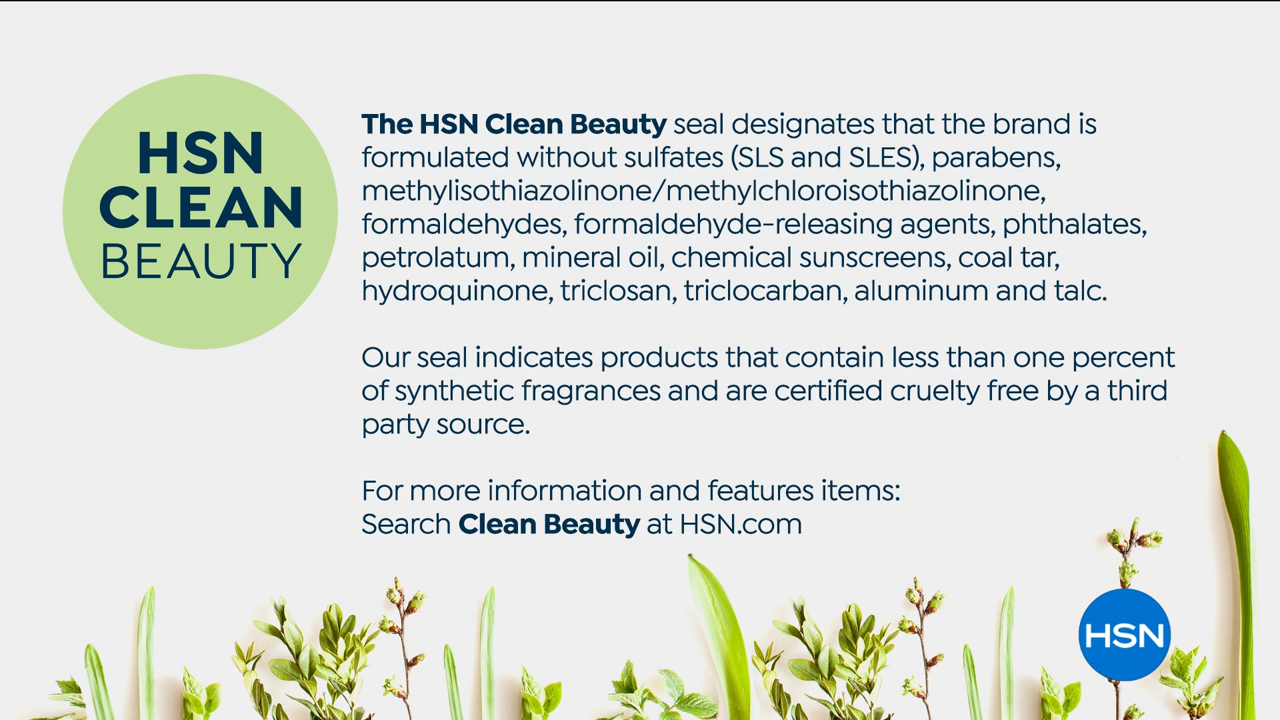 HSN
CLEAN
BEAUTY
The HSN Clean Beauty seal designates that the brand is
formulated without sulfates (SLS and SLES), parabens,
methylisothiazolinone/methylchloroisothiazolinone,
formaldehydes, formaldehyde-releasing agents, phthalates,
petrolatum, mineral oil, chemical sunscreens, coal tar,
hydroquinone, triclosan, triclocarban, aluminum and talc.
Our seal indicates products that contain less than one percent
of synthetic fragrances and are certified cruelty free by a third
party source.
For more information and features items:
Search Clean Beauty at HSN.com
HSN